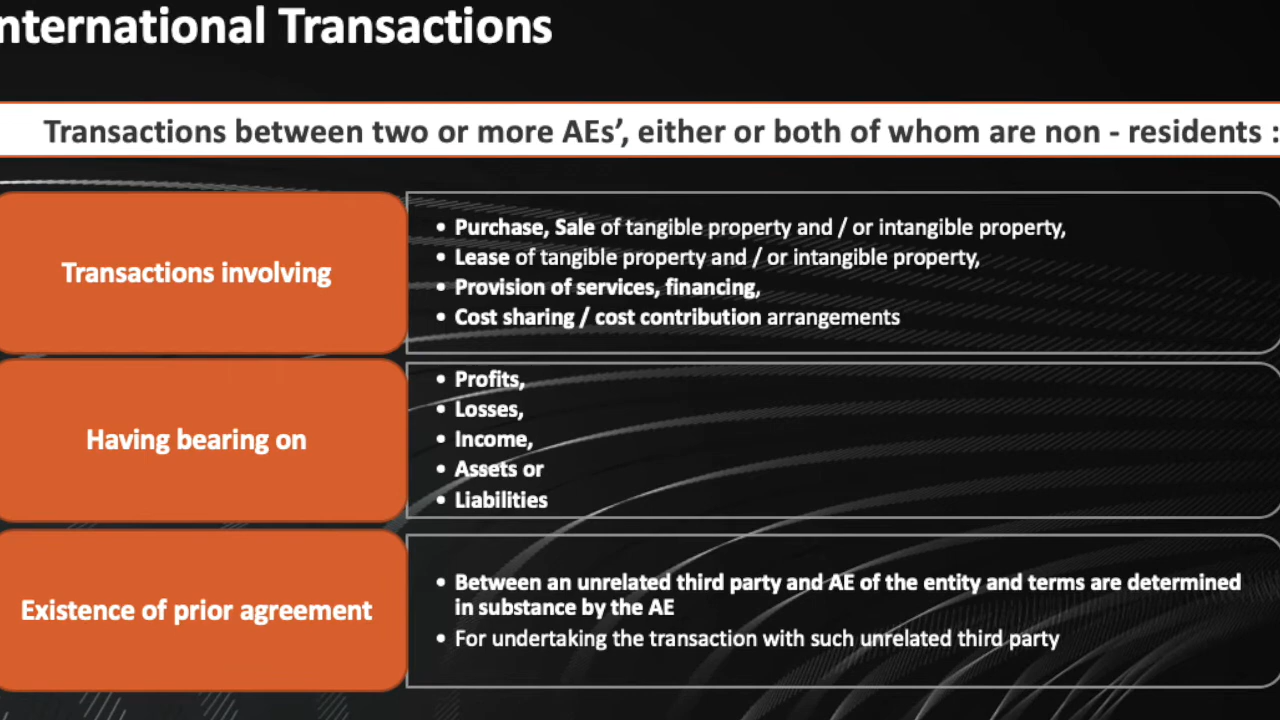 nternational Transactions
Transactions between two or more AEs’, either or both of whom are non - residents :
Transactions involving
• Purchase, Sale of tangible property and / or intangible property,
• Lease of tangible property and / or intangible property,
• Provision of services, financing,
• Cost sharing / cost contribution arrangements
Having bearing on
• Profits,
• Losses,
• Income,
• Assets or
• Liabilities
Existence of prior agreement
• Between an unrelated third party and AE of the entity and terms are determined
in substance by the AE
• For undertaking the transaction with such unrelated third party